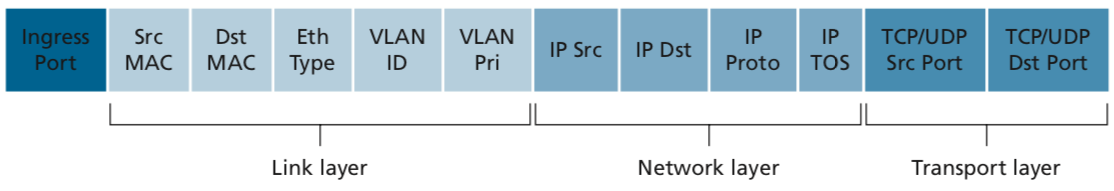 Ingress Port
Src MAC
Dst MAC
Eth Type
VLAN ID
VLAN Pri
IP Src
IP Dst
IP Proto
IP TOS
TCP/UDP Src Port
TCP/UDP Dst Port
Link layer
Network layer
Transport layer